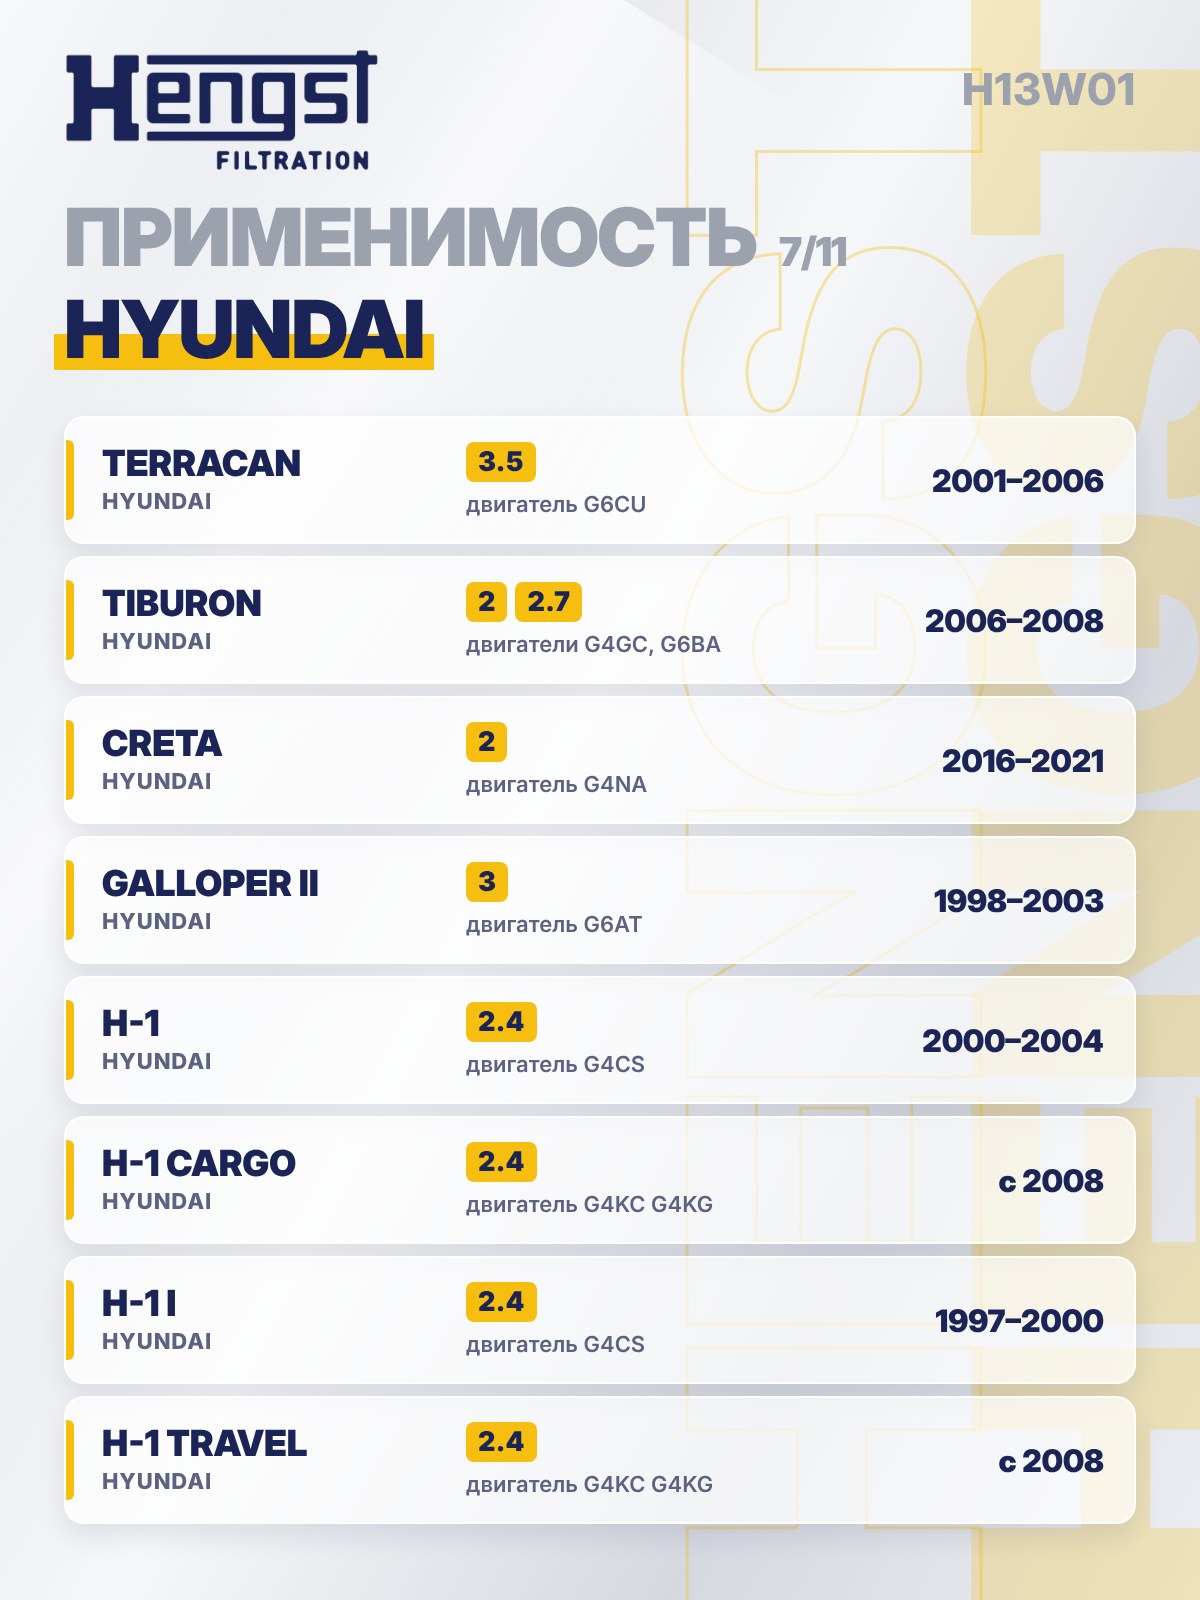 Hengst
FILTRATION
H13W01
ПРИМЕНИМОСТЬ 7/11
HYUNDAI
TERRACAN
HYUNDAI
3.5
двигатель G6CU
2001–2006
TIBURON
HYUNDAI
2 2.7
двигатели G4GC, G6BA
2006–2008
CRETA
HYUNDAI
2
двигатель G4NA
2016–2021
GALLOPER II
HYUNDAI
3
двигатель G6AT
1998–2003
H-1
HYUNDAI
2.4
двигатель G4CS
2000–2004
H-1 CARGO
HYUNDAI
2.4
двигатель G4KC G4KG
с 2008
H-1 I
HYUNDAI
2.4
двигатель G4CS
1997–2000
H-1 TRAVEL
HYUNDAI
2.4
двигатель G4KC G4KG
с 2008
HENGST
HENGST